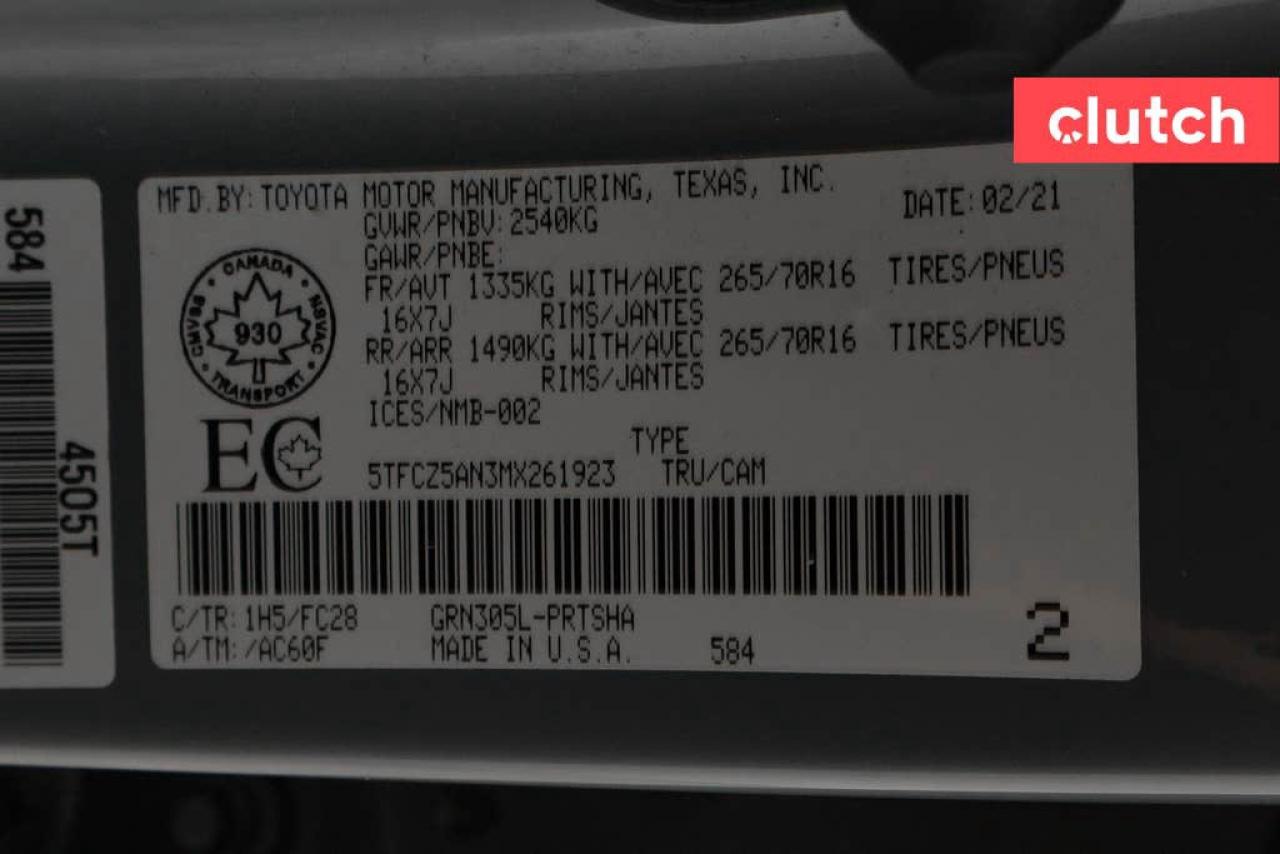 clutch
MFD. BY: TOYOTA MOTOR MANUFACTURING, TEXAS, INC.
DATE: 02/21
GVWR/PNBV: 2540KG
GAWR/PNBE:
FR/AVT 1335KG WITH/AVEC 265/70R16 TIRES/PNEUS
16X7J RIMS/JANTES
RR/ARR 1490KG WITH/AVEC 265/70R16 TIRES/PNEUS
16X7J RIMS/JANTES
ICES/NMB-002
CANADA
CMVSS
NSVAC
930
TRANSPORT
EC
TYPE
5TFCZ5AN3MX261923 TRU/CAM
C/TR: 1H5/FC28 GRN305L-PRTSHA
A/TM: /AC60F MADE IN U.S.A. 584
2
584
4505T